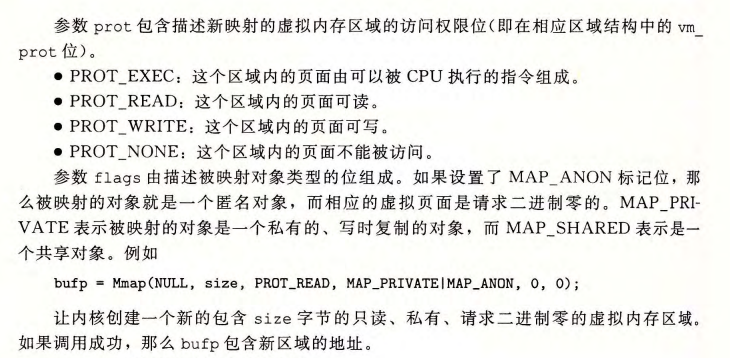 参数 prot 包含描述新映射的虚拟内存区域的访问权限位(即在相应区域结构中的 vm_
prot 位)。
● PROT_EXEC：这个区域内的页面由可以被 CPU 执行的指令组成。
● PROT_READ：这个区域内的页面可读。
● PROT_WRITE：这个区域内的页面可写。
● PROT_NONE：这个区域内的页面不能被访问。
参数 flags 由描述被映射对象类型的位组成。如果设置了 MAP_ANON 标记位，那
么被映射的对象就是一个匿名对象，而相应的虚拟页面是请求二进制零的。MAP_PRI-
VATE 表示被映射的对象是一个私有的、写时复制的对象，而 MAP_SHARED 表示是一
个共享对象。例如
bufp = Mmap(NULL, size, PROT_READ, MAP_PRIVATE|MAP_ANON, 0, 0);
让内核创建一个新的包含 size 字节的只读、私有、请求二进制零的虚拟内存区域。
如果调用成功，那么 bufp 包含新区域的地址。